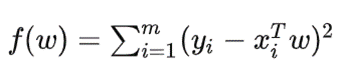 f(w) = ∑_{i=1}^{m} (y_i − x_i^T w)^2